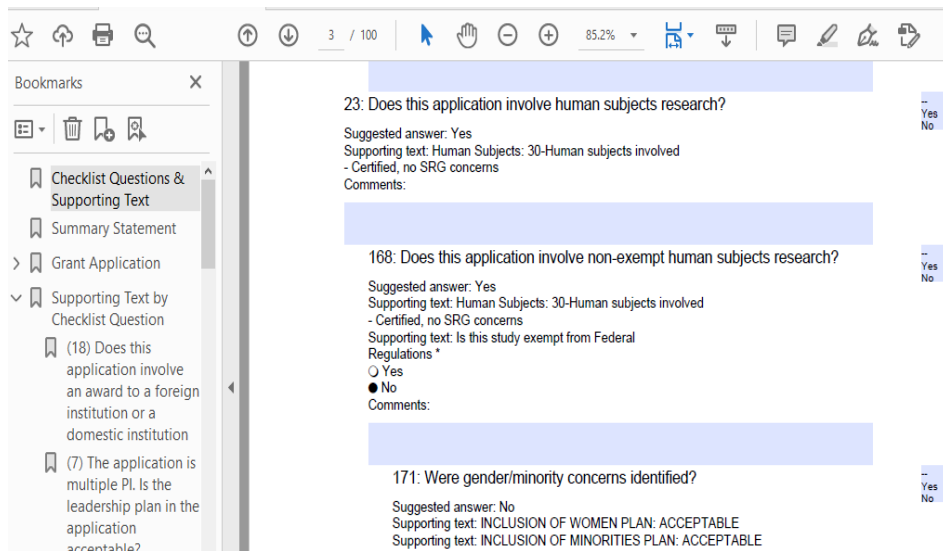 3 / 100
85.2%
Bookmarks
Checklist Questions &
Supporting Text
Summary Statement
Grant Application
Supporting Text by
Checklist Question
(18) Does this
application involve
an award to a foreign
institution or a
domestic institution
(7) The application is
multiple PI. Is the
leadership plan in the
application
acceptable?
23: Does this application involve human subjects research?
--
Yes
No
Suggested answer: Yes
Supporting text: Human Subjects: 30-Human subjects involved
- Certified, no SRG concerns
Comments:
168: Does this application involve non-exempt human subjects research?
--
Yes
No
Suggested answer: Yes
Supporting text: Human Subjects: 30-Human subjects involved
- Certified, no SRG concerns
Supporting text: Is this study exempt from Federal
Regulations *
Yes
No
Comments:
171: Were gender/minority concerns identified?
--
Yes
No
Suggested answer: No
Supporting text: INCLUSION OF WOMEN PLAN: ACCEPTABLE
Supporting text: INCLUSION OF MINORITIES PLAN: ACCEPTABLE